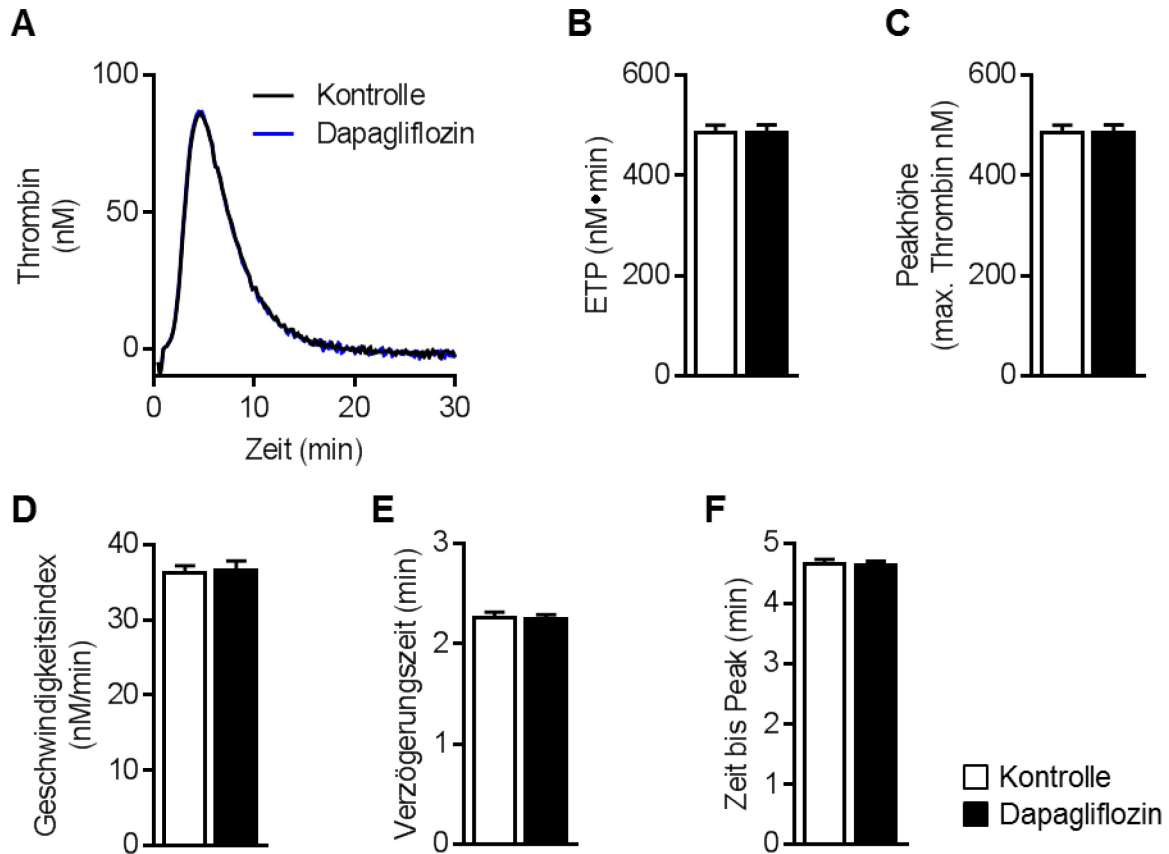 A
Thrombin
(nM)
100
50
0
0
10
20
30
Zeit (min)
Kontrolle
Dapagliflozin
B
ETP (nM•min)
600
400
200
0
C
Peakhöhe
(max. Thrombin nM)
600
400
200
0
D
Geschwindigkeitsindex
(nM/min)
40
30
20
10
0
E
Verzögerungszeit (min)
3
2
1
0
F
Zeit bis Peak (min)
5
4
3
2
1
0
Kontrolle
Dapagliflozin